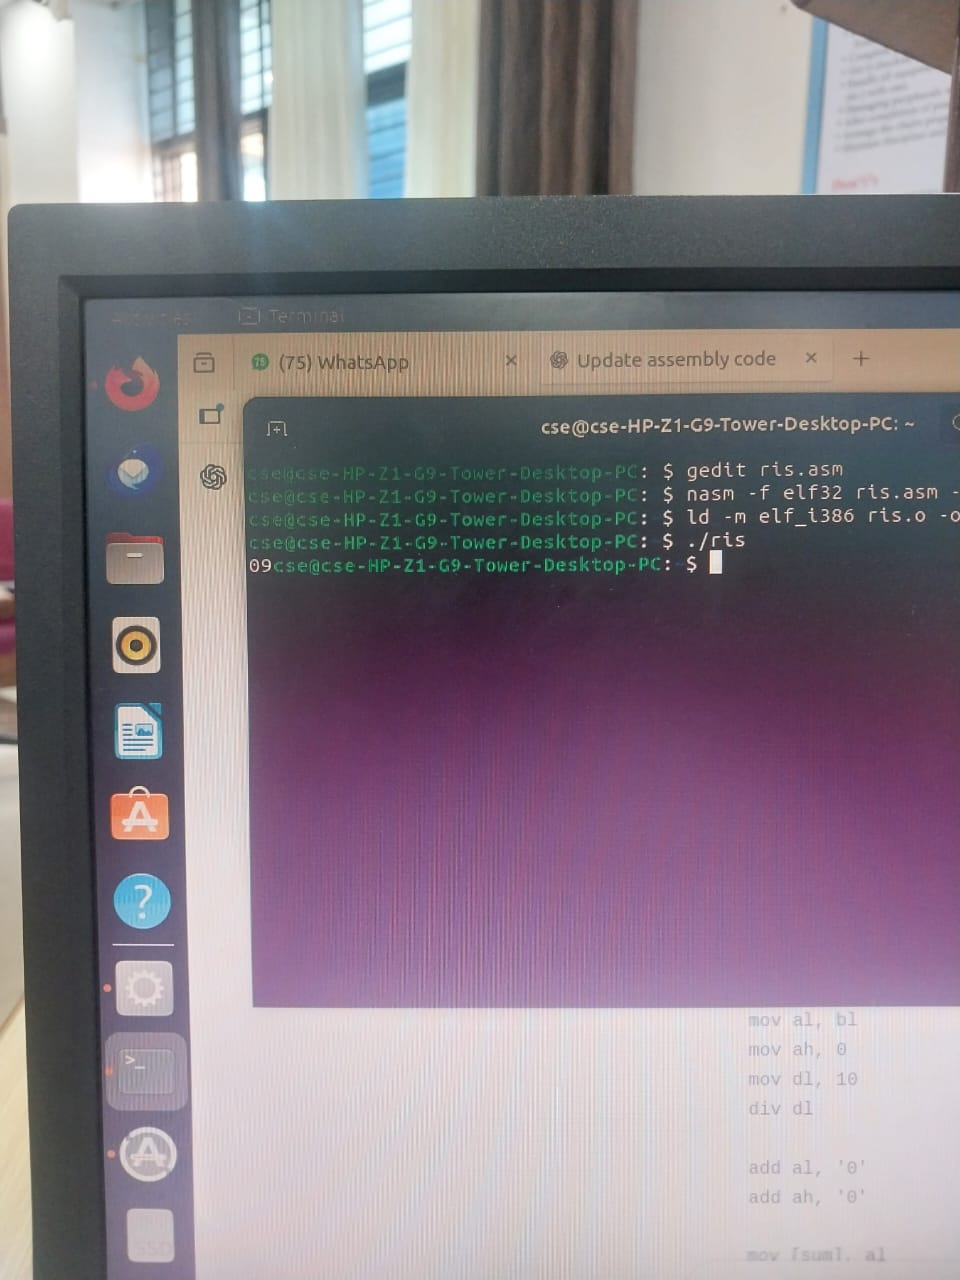 Terminal
75 (75) WhatsApp × Update assembly code × +
cse@cse-HP-Z1-G9-Tower-Desktop-PC: ~
cse@cse-HP-Z1-G9-Tower-Desktop-PC: $ gedit ris.asm
cse@cse-HP-Z1-G9-Tower-Desktop-PC: $ nasm -f elf32 ris.asm -
cse@cse-HP-Z1-G9-Tower-Desktop-PC: $ ld -m elf_i386 ris.o -o
cse@cse-HP-Z1-G9-Tower-Desktop-PC: $ ./ris
09cse@cse-HP-Z1-G9-Tower-Desktop-PC: $
mov al, bl
mov ah, 0
mov dl, 10
div dl
add al, '0'
add ah, '0'
mov [sum], al
SSD